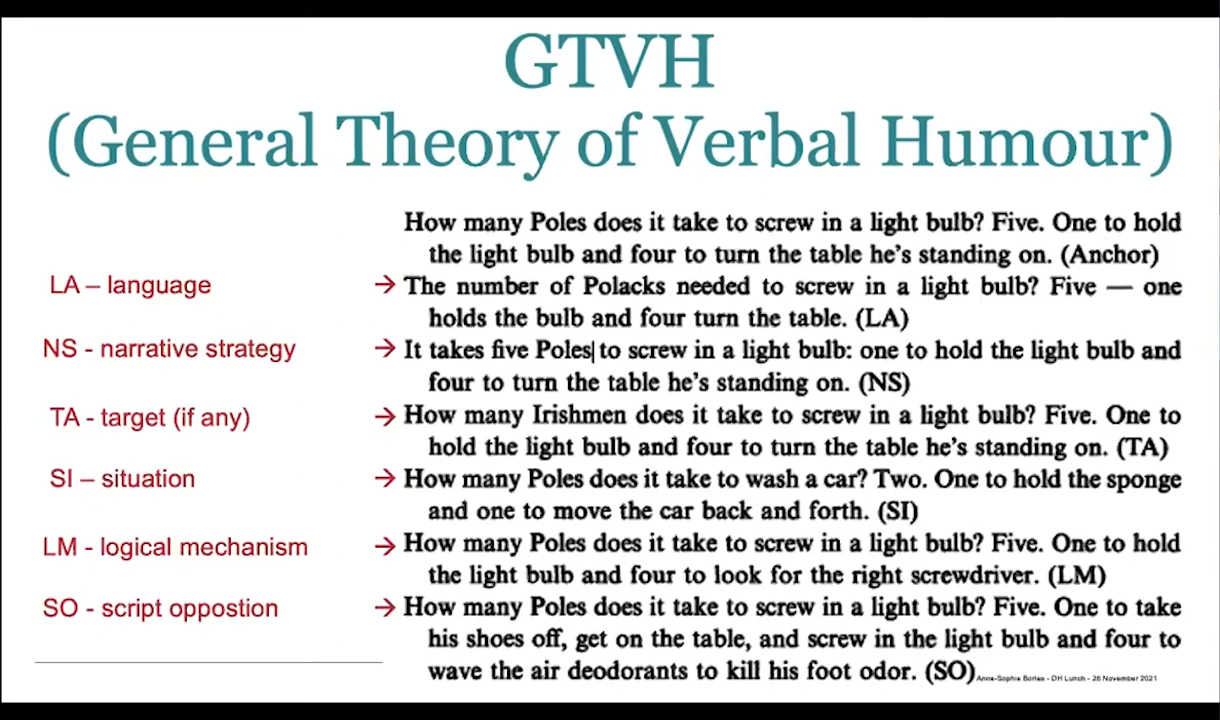 GTVH
(General Theory of Verbal Humour)
How many Poles does it take to screw in a light bulb? Five. One to hold
the light bulb and four to turn the table he's standing on. (Anchor)
LA – language → The number of Polacks needed to screw in a light bulb? Five — one
holds the bulb and four turn the table. (LA)
NS - narrative strategy → It takes five Poles to screw in a light bulb: one to hold the light bulb and
four to turn the table he's standing on. (NS)
TA - target (if any) → How many Irishmen does it take to screw in a light bulb? Five. One to
hold the light bulb and four to turn the table he's standing on. (TA)
SI – situation → How many Poles does it take to wash a car? Two. One to hold the sponge
and one to move the car back and forth. (SI)
LM - logical mechanism → How many Poles does it take to screw in a light bulb? Five. One to hold
the light bulb and four to look for the right screwdriver. (LM)
SO - script oppostion → How many Poles does it take to screw in a light bulb? Five. One to take
his shoes off, get on the table, and screw in the light bulb and four to
wave the air deodorants to kill his foot odor. (SO)
Anne-Sophie Bories - DH Lunch - 26 November 2021